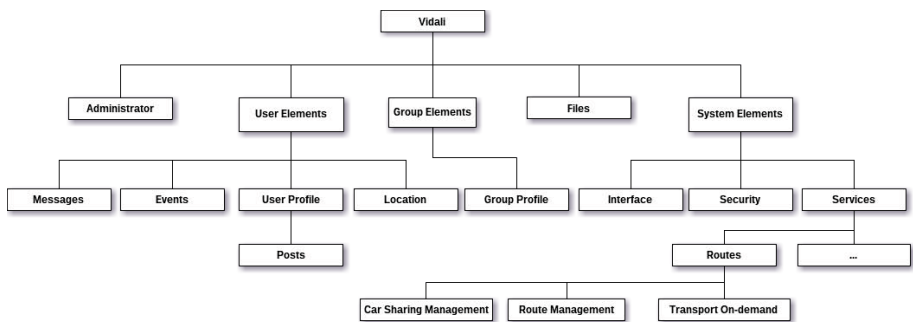 Vidali
Administrator
User Elements
Group Elements
Files
System Elements
Messages
Events
User Profile
Location
Group Profile
Interface
Security
Services
Posts
Routes
...
Car Sharing Management
Route Management
Transport On-demand